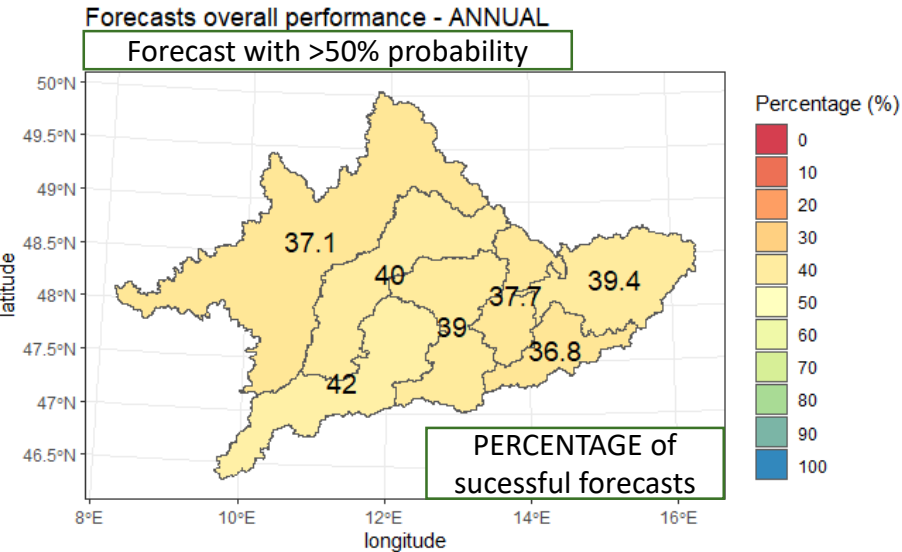 Forecasts overall performance - ANNUAL
Forecast with >50% probability
50°N
49.5°N
49°N
48.5°N
48°N
47.5°N
47°N
46.5°N
latitude
37.1
40
37.7
39.4
39
36.8
42
PERCENTAGE of
sucessful forecasts
8°E
10°E
12°E
14°E
16°E
longitude
Percentage (%)
0
10
20
30
40
50
60
70
80
90
100